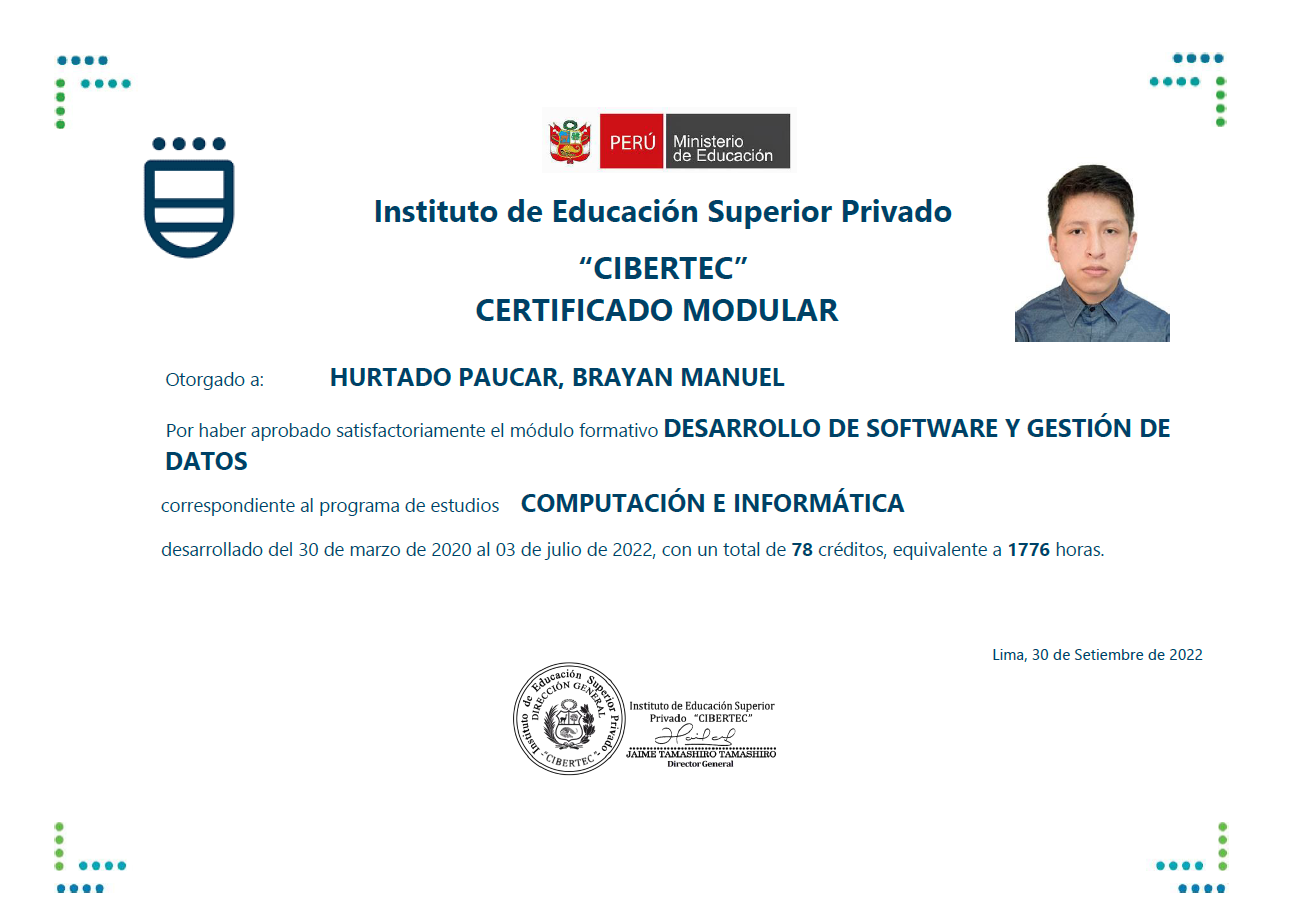 PERÚ
Ministerio
de Educación
Instituto de Educación Superior Privado
“CIBERTEC”
CERTIFICADO MODULAR
Otorgado a: HURTADO PAUCAR, BRAYAN MANUEL
Por haber aprobado satisfactoriamente el módulo formativo DESARROLLO DE SOFTWARE Y GESTIÓN DE
DATOS
correspondiente al programa de estudios COMPUTACIÓN E INFORMÁTICA
desarrollado del 30 de marzo de 2020 al 03 de julio de 2022, con un total de 78 créditos, equivalente a 1776 horas.
Lima, 30 de Setiembre de 2022
Instituto de Educación Superior Privado
DIRECCIÓN GENERAL
-“CIBERTEC”-
Instituto de Educación Superior
Privado “CIBERTEC”
JAIME TAMASHIRO TAMASHIRO
Director General